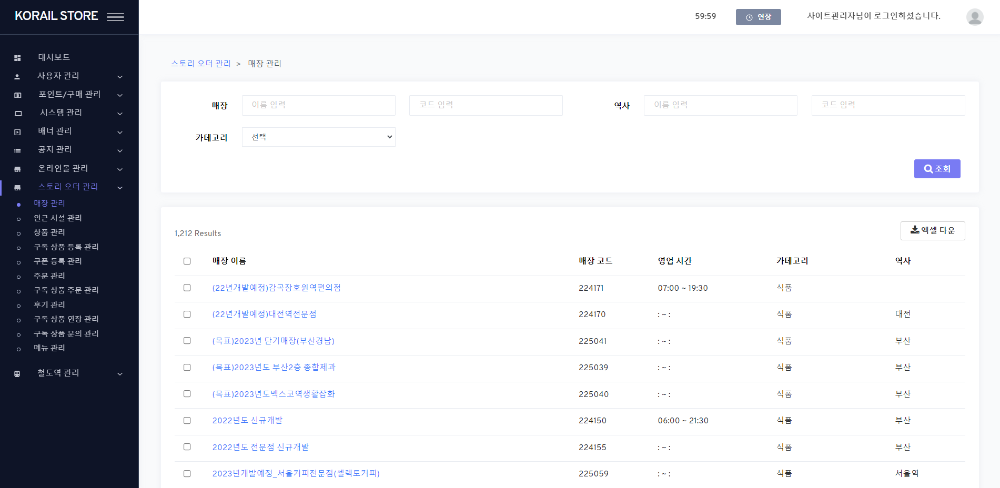 KORAIL STORE
59:59
연장
사이트관리자님이 로그인하셨습니다.
대시보드
사용자 관리
포인트/구매 관리
시스템 관리
배너 관리
공지 관리
온라인몰 관리
스토리 오더 관리
매장 관리
인근 시설 관리
상품 관리
구독 상품 등록 관리
쿠폰 등록 관리
주문 관리
구독 상품 주문 관리
후기 관리
구독 상품 연장 관리
구독 상품 문의 관리
메뉴 관리
철도역 관리
스토리 오더 관리 > 매장 관리
매장 이름 입력 코드 입력 역사 이름 입력 코드 입력
카테고리 선택
조회
1,212 Results
엑셀 다운
매장 이름 매장 코드 영업 시간 카테고리 역사
(22년개발예정)감곡장호원역편의점 224171 07:00 ~ 19:30 식품
(22년개발예정)대전역전문점 224170 : ~ : 식품 대전
(목표)2023년 단기매장(부산경남) 225041 : ~ : 식품 부산
(목표)2023년도 부산2층 종합제과 225039 : ~ : 식품 부산
(목표)2023년도벡스코역생활잡화 225040 : ~ : 식품 부산
2022년도 신규개발 224150 06:00 ~ 21:30 식품 부산
2022년도 전문점 신규개발 224155 : ~ : 식품 부산
2023년개발예정_서울커피전문점(셀렉토커피) 225059 : ~ : 식품 서울역